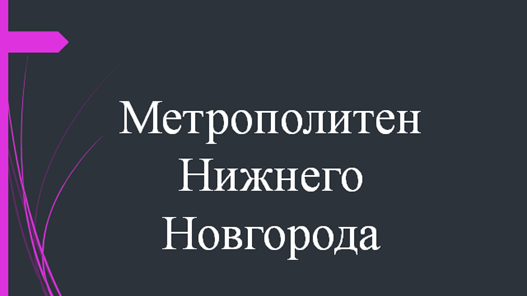 Метрополитен
Нижнего
Новгорода